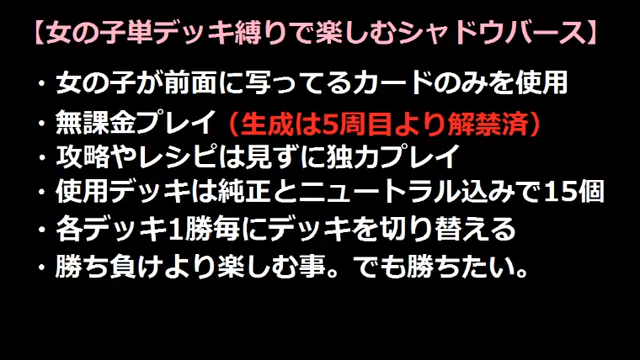 【女の子単デッキ縛りで楽しむシャドウバース】
・女の子が前面に写ってるカードのみを使用
・無課金プレイ（生成は5周目より解禁済）
・攻略やレシピは見ずに独力プレイ
・使用デッキは純正とニュートラル込みで15個
・各デッキ1勝毎にデッキを切り替える
・勝ち負けより楽しむ事。でも勝ちたい。